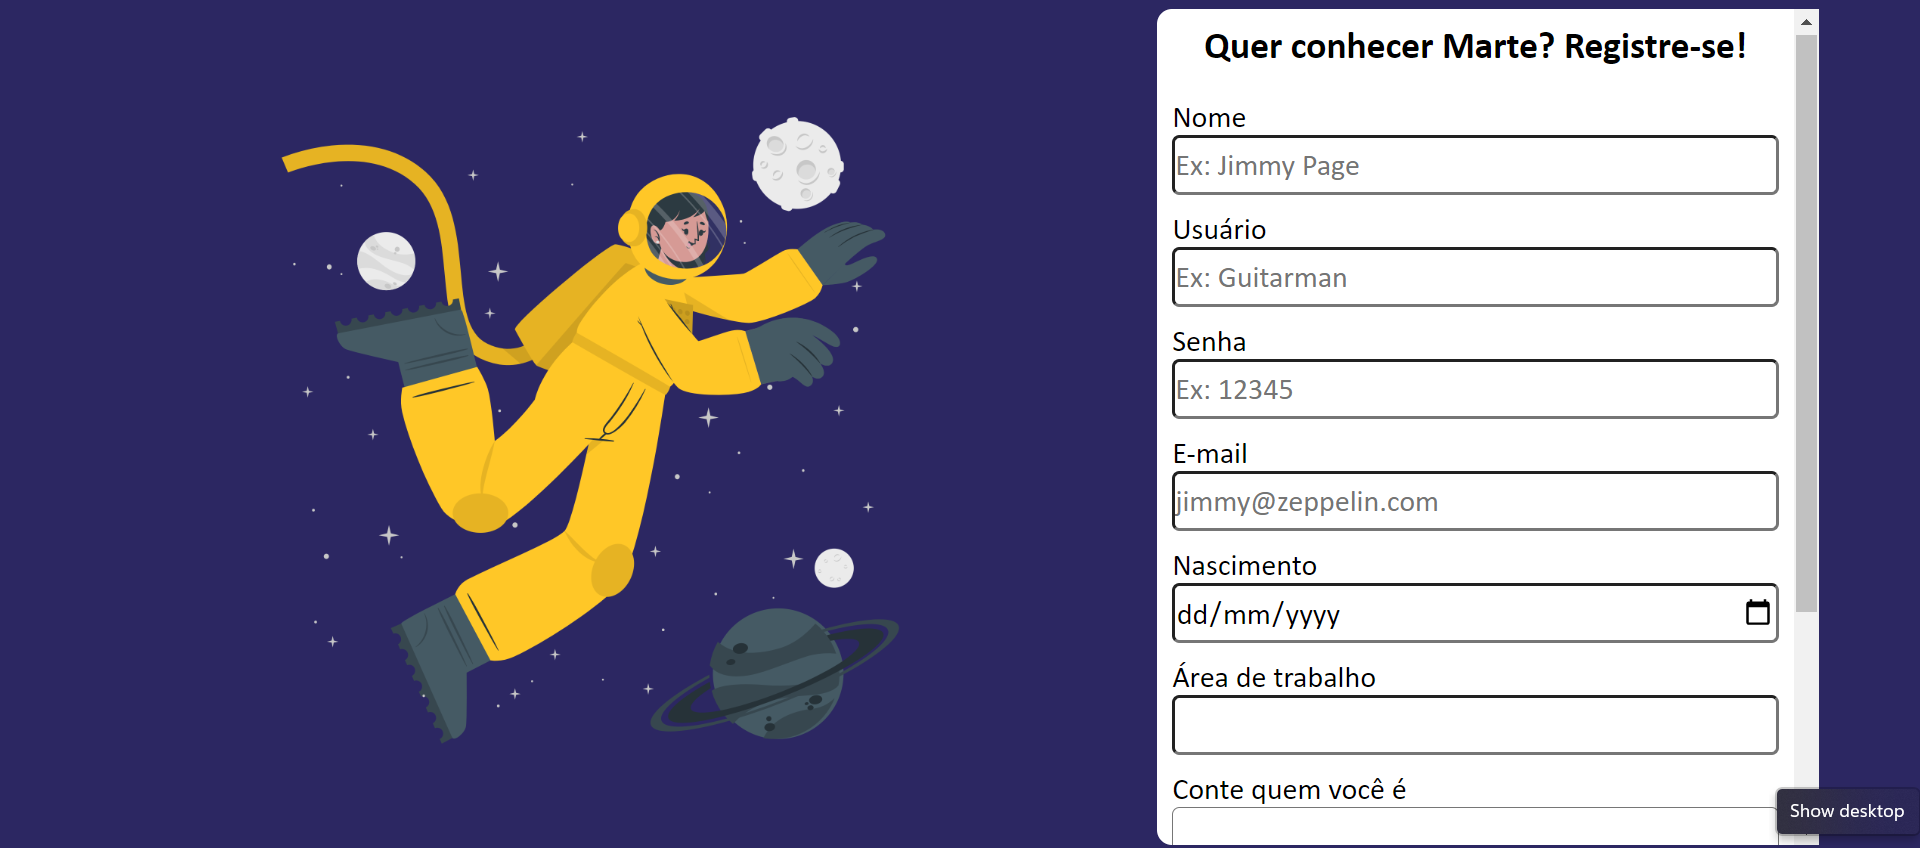 Quer conhecer Marte? Registre-se!
Nome
Ex: Jimmy Page
Usuário
Ex: Guitarman
Senha
Ex: 12345
E-mail
jimmy@zeppelin.com
Nascimento
dd/mm/yyyy
Área de trabalho
Conte quem você é
Show desktop